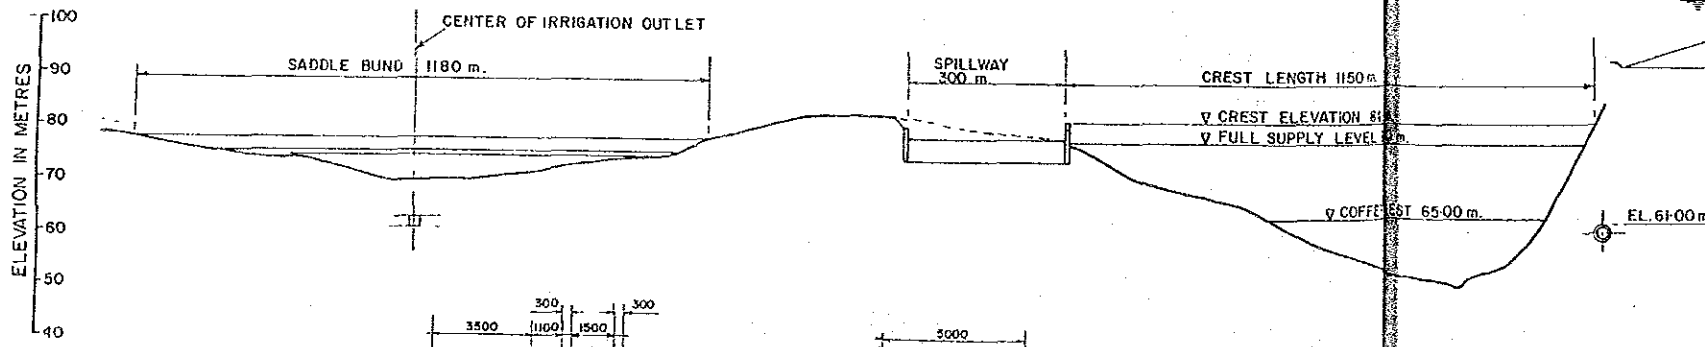 100
CENTER OF IRRIGATION OUTLET
90
SADDLE BUND 1180 m.
SPILLWAY
300 m.
CREST LENGTH 1150 m
80
CREST ELEVATION
FULL SUPPLY LEVEL
70
65·00 m.
60
EL. 61·00 m
50
40
ELEVATION IN METRES
300
300
3500
1100
1500
5000